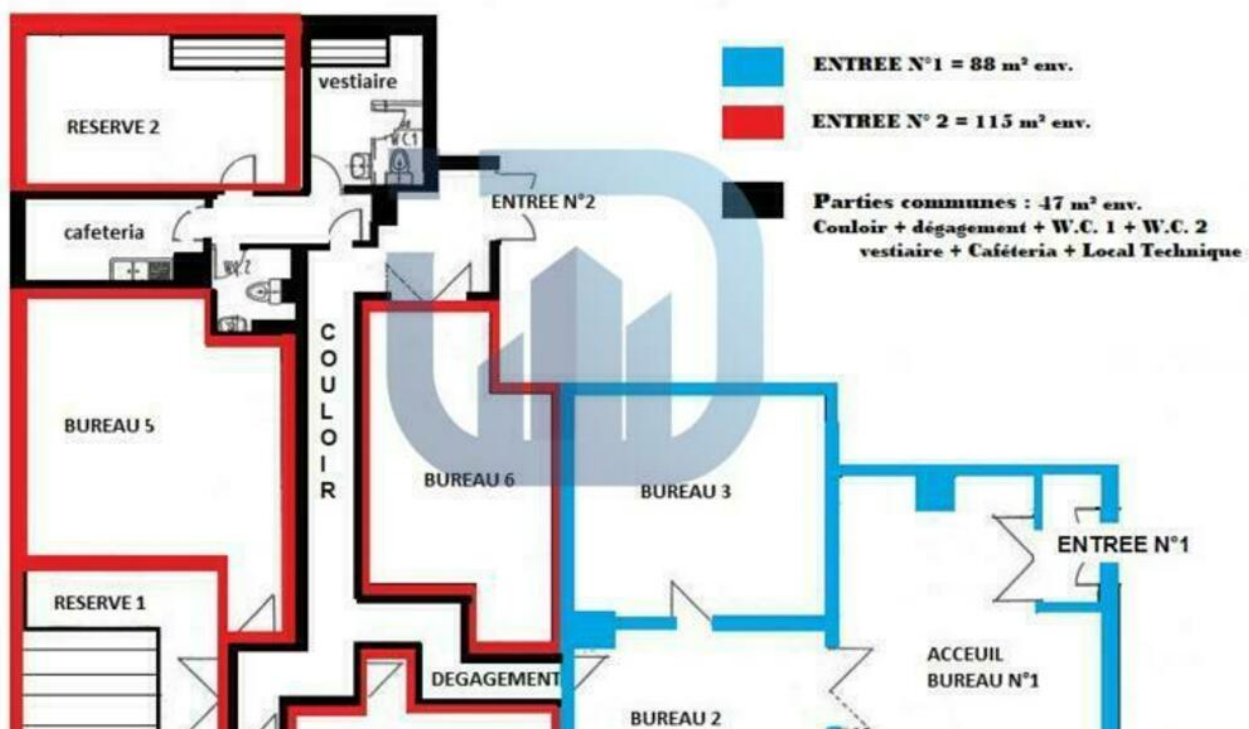 ENTREE N°1 = 88 m² env.
ENTREE N° 2 = 115 m² env.
Parties communes : 47 m² env.
Couloir + dégagement + W.C. 1 + W.C. 2
vestiaire + Caféteria + Local Technique
vestiaire
RESERVE 2
W.C.1
ENTREE N°2
cafeteria
W.C.2
COULOIR
BUREAU 5
BUREAU 6
BUREAU 3
ENTREE N°1
RESERVE 1
ACCEUIL
BUREAU N°1
DEGAGEMENT
BUREAU 2